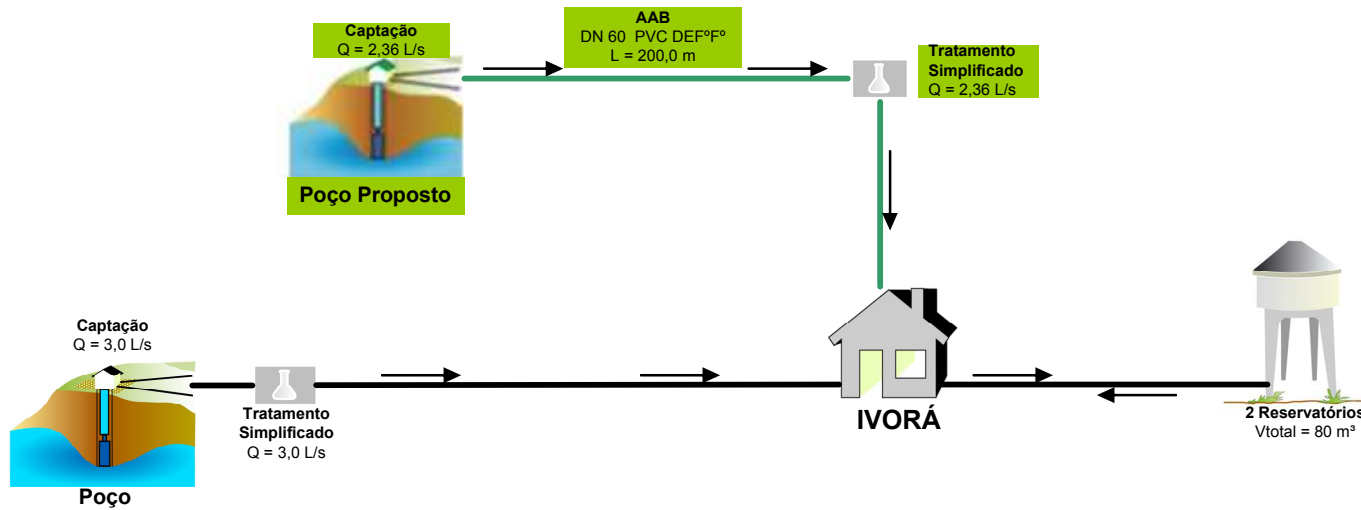 Captação
Q = 2,36 L/s
AAB
DN 60 PVC DEFºFº
L = 200,0 m
Tratamento
Simplificado
Q = 2,36 L/s
Poço Proposto
Captação
Q = 3,0 L/s
Tratamento
Simplificado
Q = 3,0 L/s
Poço
IVORÁ
2 Reservatórios
Vtotal = 80 m³